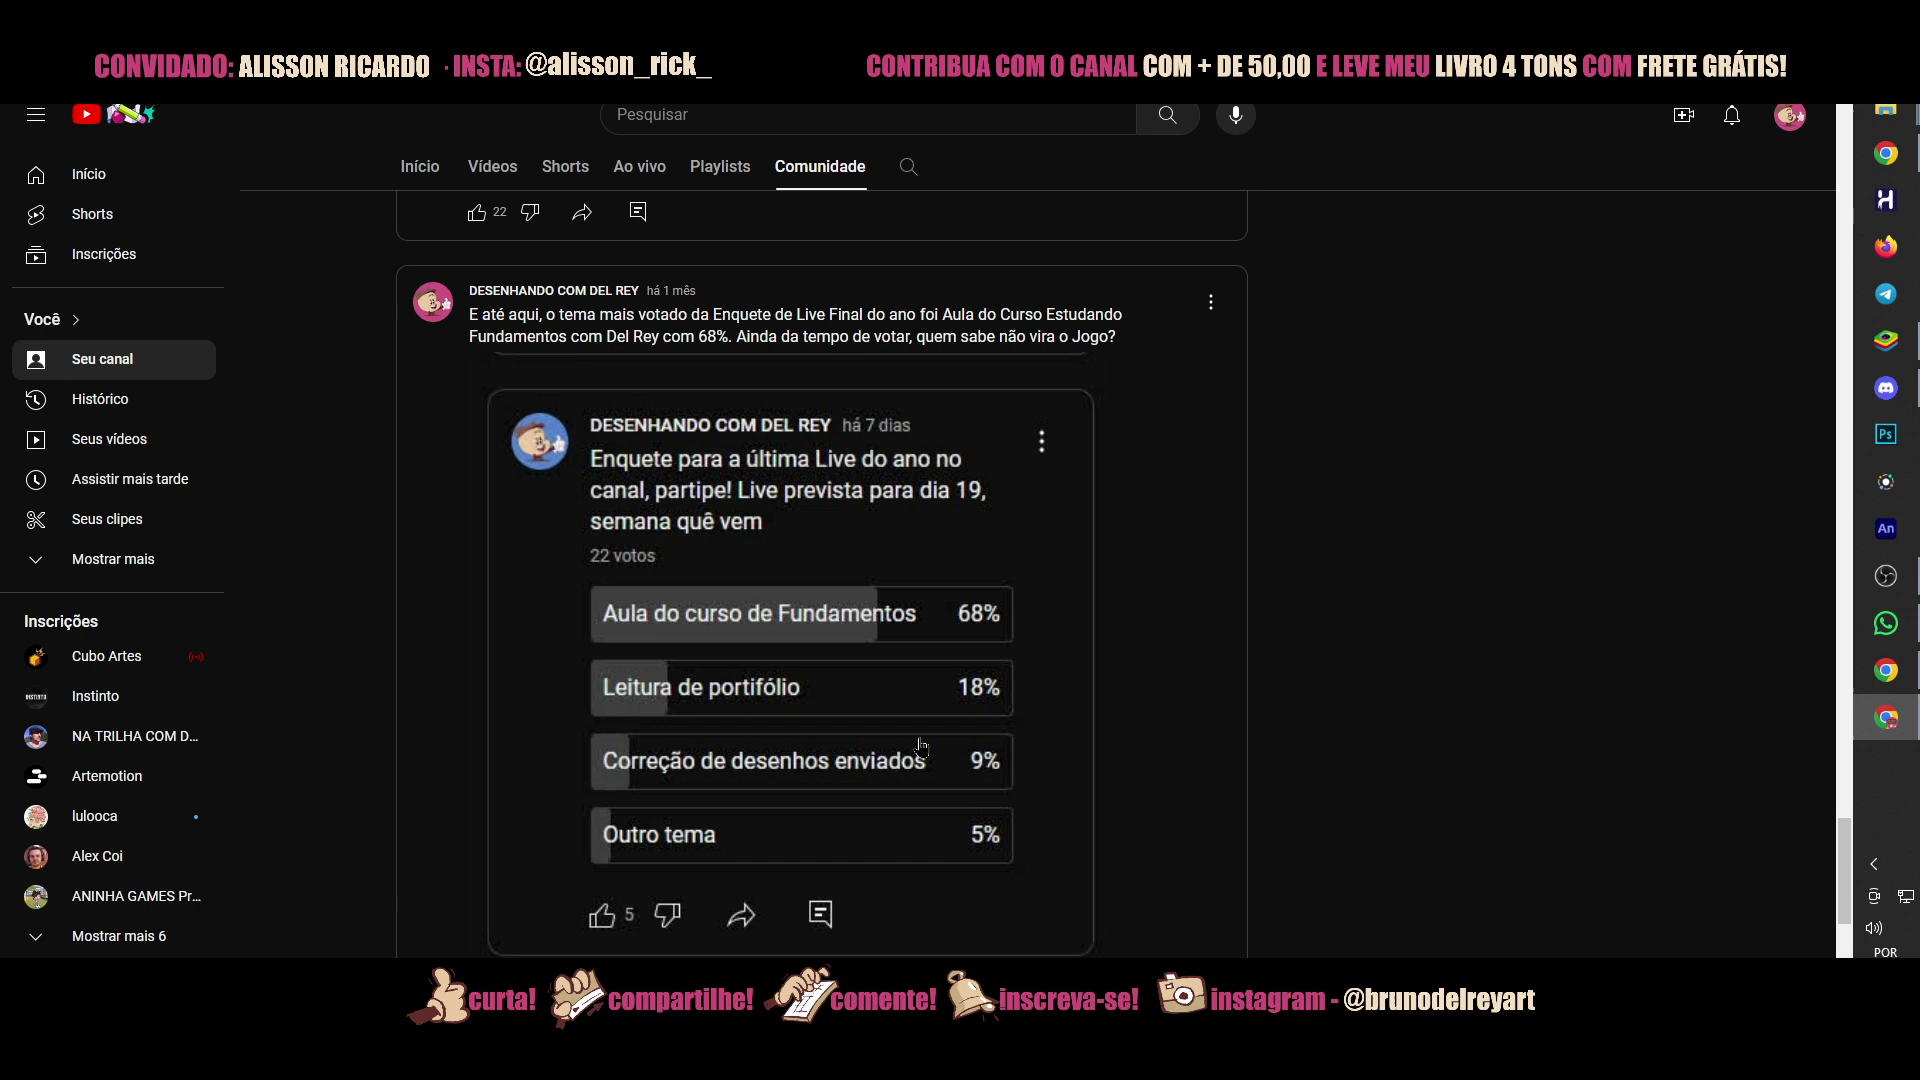 CONVIDADO: ALISSON RICARDO · INSTA: @alisson_rick_
CONTRIBUA COM O CANAL COM + DE 50,00 E LEVE MEU LIVRO 4 TONS COM FRETE GRÁTIS!
Pesquisar
Início
Shorts
Inscrições
Você
Seu canal
Histórico
Seus vídeos
Assistir mais tarde
Seus clipes
Mostrar mais
Inscrições
Cubo Artes
Instinto
NA TRILHA COM D...
Artemotion
lulooca
Alex Coi
ANINHA GAMES Pr...
Mostrar mais 6
Início Vídeos Shorts Ao vivo Playlists Comunidade
22
DESENHANDO COM DEL REY há 1 mês
E até aqui, o tema mais votado da Enquete de Live Final do ano foi Aula do Curso Estudando
Fundamentos com Del Rey com 68%. Ainda da tempo de votar, quem sabe não vira o Jogo?
DESENHANDO COM DEL REY há 7 dias
Enquete para a última Live do ano no
canal, partipe! Live prevista para dia 19,
semana quê vem
22 votos
Aula do curso de Fundamentos 68%
Leitura de portifólio 18%
Correção de desenhos enviados 9%
Outro tema 5%
5
Ps
An
POR
curta! compartilhe! comente! inscreva-se! instagram - @brunodelreyart